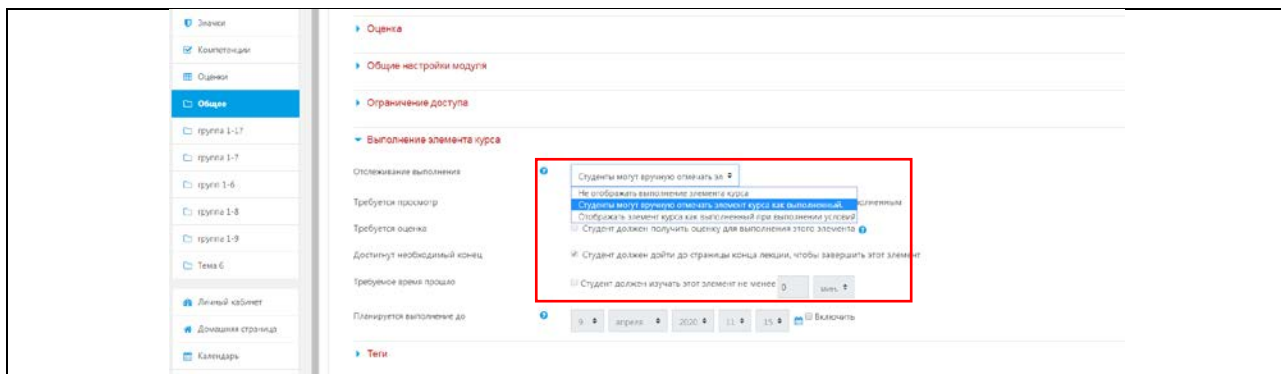 Значки
Компетенции
Оценки
Общее
группа 1-17
группа 1-7
групп 1-6
группа 1-8
группа 1-9
Тема 6
Личный кабинет
Домашняя страница
Календарь
Оценка
Общие настройки модуля
Ограничение доступа
Выполнение элемента курса
Отслеживание выполнения
Студенты могут вручную отмечать эл
Не отображать выполнение элемента курса
Студенты могут вручную отмечать элемент курса как выполненный.
Отображать элемент курса как выполненный при выполнении условий
Требуется просмотр
Требуется оценка
Студент должен получить оценку для выполнения этого элемента
Достигнут необходимый конец
Студент должен дойти до страницы конца лекции, чтобы завершить этот элемент
Требуемое время прошло
Студент должен изучать этот элемент не менее 0 мин.
Планируется выполнение до
9 апреля 2020 11 15 Включить
Теги